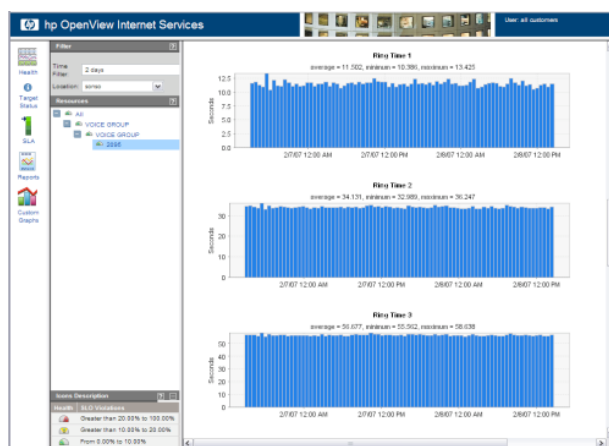 hp OpenView Internet Services
User: all customers
Health
Target
Status
SLA
Reports
Custom
Graphs
Filter
Time
Filter:
2 days
Location:
Resources
All
VOICE GROUP
VOICE GROUP
Icons Description
Health
SLO Violations
Greater than 20.00% to 100.00%
Greater than 10.00% to 20.00%
From 0.00% to 10.00%
Ring Time 1
average = 11.502, minimum = 10.386, maximum = 13.425
Seconds
12.5
10.0
7.5
5.0
2.5
0.0
2/7/07 12:00 AM
2/7/07 12:00 PM
2/8/07 12:00 AM
2/8/07 12:00 PM
Ring Time 2
average = 34.131, minimum = 32.989, maximum = 36.247
Seconds
30
20
10
0
2/7/07 12:00 AM
2/7/07 12:00 PM
2/8/07 12:00 AM
2/8/07 12:00 PM
Ring Time 3
average = 56.677, minimum = 55.562, maximum = 58.638
Seconds
50
40
30
20
10
0
2/7/07 12:00 AM
2/7/07 12:00 PM
2/8/07 12:00 AM
2/8/07 12:00 PM